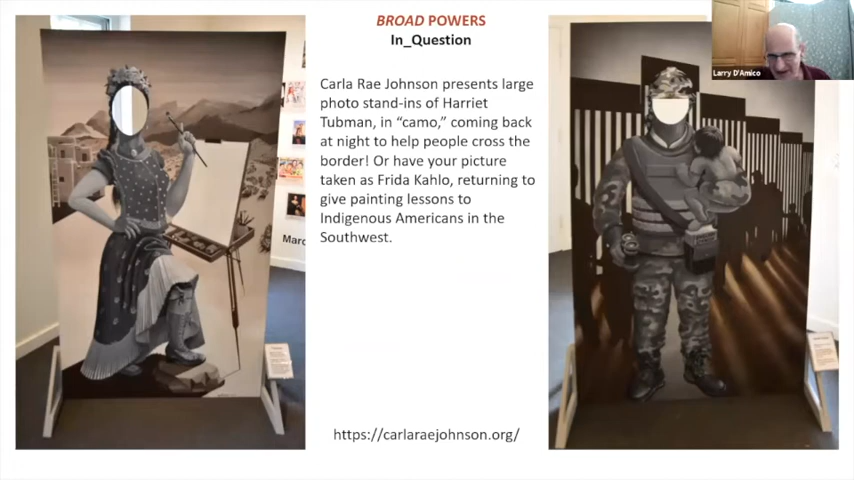 BROAD POWERS
In_Question
Carla Rae Johnson presents large
photo stand-ins of Harriet
Tubman, in “camo,” coming back
at night to help people cross the
border! Or have your picture
taken as Frida Kahlo, returning to
give painting lessons to
Indigenous Americans in the
Southwest.
https://carlaraejohnson.org/
Larry D'Amico